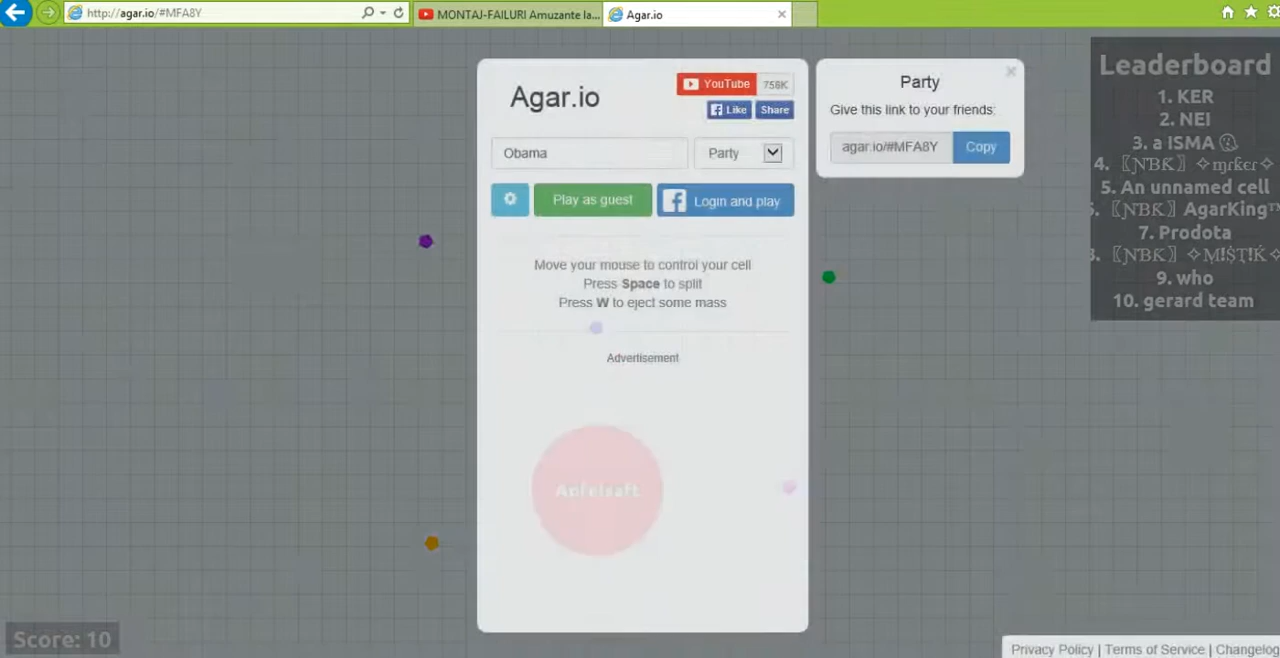 http://agar.io/#MFA8Y
MONTAJ-FAILURI Amuzante la...
Agar.io
Agar.io
YouTube 758K
Like Share
Obama
Party
Play as guest
Login and play
Move your mouse to control your cell
Press Space to split
Press W to eject some mass
Advertisement
Apfelsaft
Party
Give this link to your friends:
agar.io/#MFA8Y Copy
Leaderboard
1. KER
2. NEI
3. a ISMA
4.
5. An unnamed cell
〖ƝƁƘ〗AgarKing™
7. Prodota
9. who
10. gerard team
Score: 10
Privacy Policy | Terms of Service | Changelog